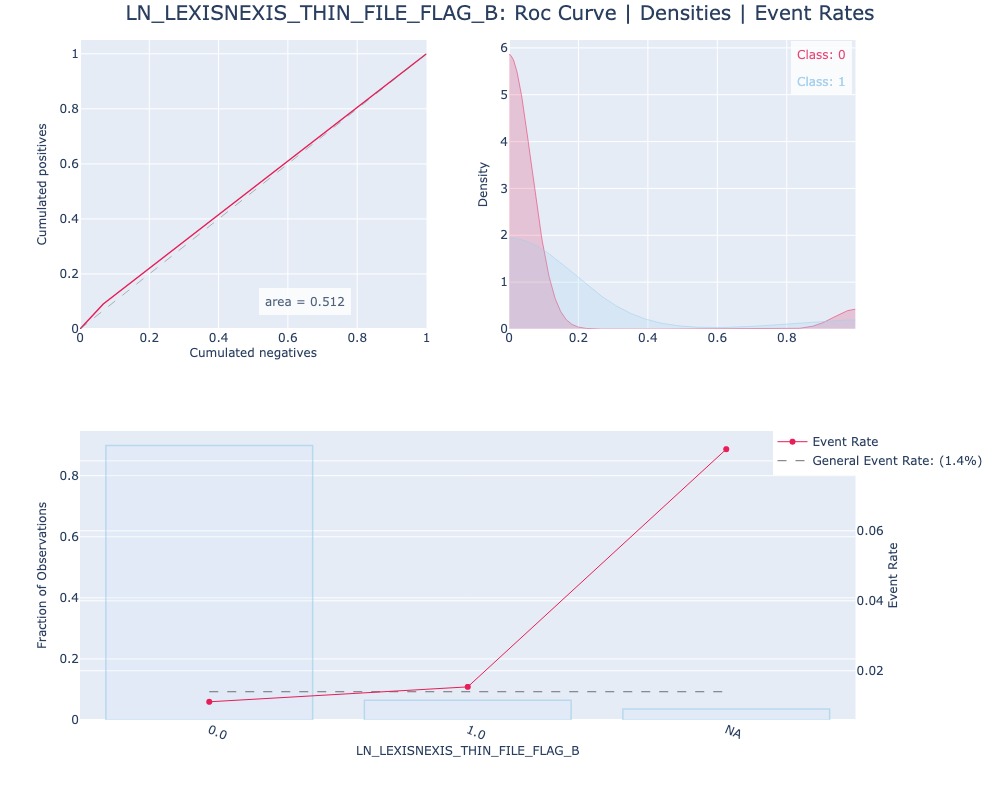 LN_LEXISNEXIS_THIN_FILE_FLAG_B: Roc Curve | Densities | Event Rates
1
0.8
0.6
0.4
0.2
0
Cumulated positives
0
0.2
0.4
0.6
0.8
1
Cumulated negatives
area = 0.512
6
5
4
3
2
1
0
Density
0
0.2
0.4
0.6
0.8
Class: 0
Class: 1
0.8
0.6
0.4
0.2
0
Fraction of Observations
0.0
1.0
NA
LN_LEXISNEXIS_THIN_FILE_FLAG_B
0.06
0.04
0.02
Event Rate
Event Rate
General Event Rate: (1.4%)